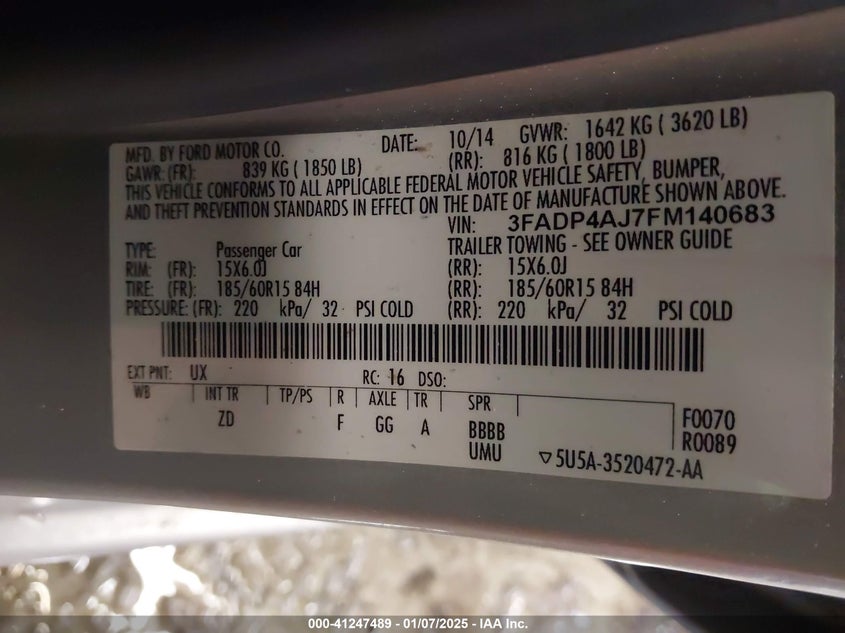 MFD. BY FORD MOTOR CO. DATE: 10/14 GVWR: 1642 KG ( 3620 LB)
GAWR: (FR): 839 KG ( 1850 LB) (RR): 816 KG ( 1800 LB)
THIS VEHICLE CONFORMS TO ALL APPLICABLE FEDERAL MOTOR VEHICLE SAFETY, BUMPER,
AND THEFT PREVENTION STANDARDS IN EFFECT ON THE DATE OF MANUFACTURE SHOWN ABOVE.
VIN: 3FADP4AJ7FM140683
TYPE: Passenger Car TRAILER TOWING - SEE OWNER GUIDE
RIM: (FR): 15X6.0J (RR): 15X6.0J
TIRE: (FR): 185/60R15 84H (RR): 185/60R15 84H
PRESSURE: (FR): 220 kPa/ 32 PSI COLD (RR): 220 kPa/ 32 PSI COLD
EXT PNT: UX RC: 16 DSO:
WB INT TR TP/PS R AXLE TR SPR
ZD F GG A BBBB F0070
UMU R0089
5U5A-3520472-AA
000-41247489 - 01/07/2025 - IAA Inc.